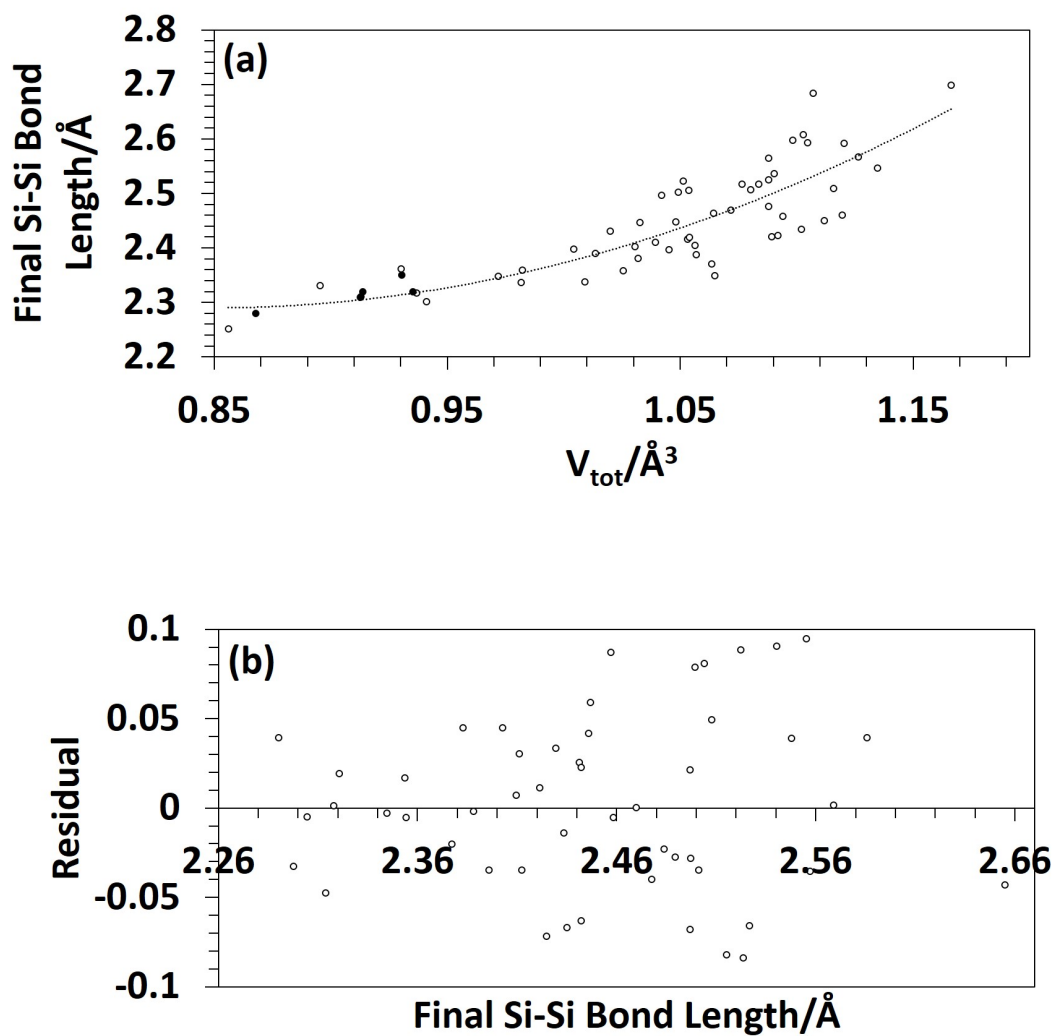 (a)
Final Si-Si Bond
Length/Å
2.8
2.7
2.6
2.5
2.4
2.3
2.2
0.85 0.95 1.05 1.15
Vtot/Å³
(b)
Residual
0.1
0.05
0
-0.05
-0.1
2.26 2.36 2.46 2.56 2.66
Final Si-Si Bond Length/Å